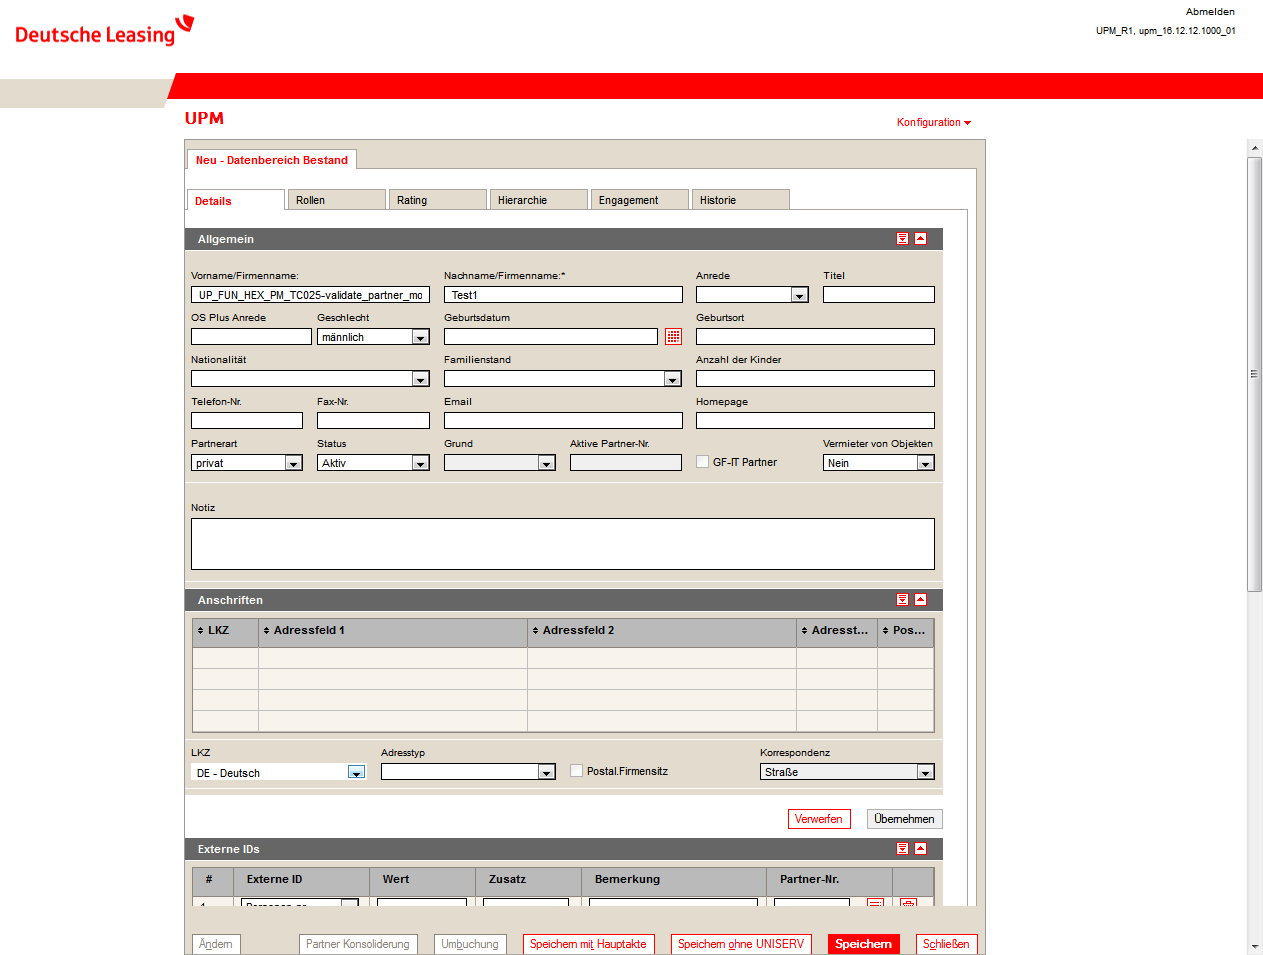 Abmelden
Deutsche Leasing
UPM_R1, upm_16.12.12.1000_01
UPM
Konfiguration
Neu - Datenbereich Bestand
Details Rollen Rating Hierarchie Engagement Historie
Allgemein
Vorname/Firmenname: Nachname/Firmenname:* Anrede Titel
UP_FUN_HEX_PM_TC025-validate_partner_mo Test1
OS Plus Anrede Geschlecht Geburtsdatum Geburtsort
männlich
Nationalität Familienstand Anzahl der Kinder
Telefon-Nr. Fax-Nr. Email Homepage
Partnerart Status Grund Aktive Partner-Nr. Vermieter von Objekten
privat Aktiv GF-IT Partner Nein
Notiz
Anschriften
LKZ Adressfeld 1 Adressfeld 2 Adresst... Pos...
LKZ Adresstyp Korrespondenz
DE - Deutsch Postal.Firmensitz Straße
Verwerfen Übernehmen
Externe IDs
# Externe ID Wert Zusatz Bemerkung Partner-Nr.
Ändern Partner Konsolidierung Umbuchung Speichern mit Hauptakte Speichern ohne UNISERV Speichern Schließen